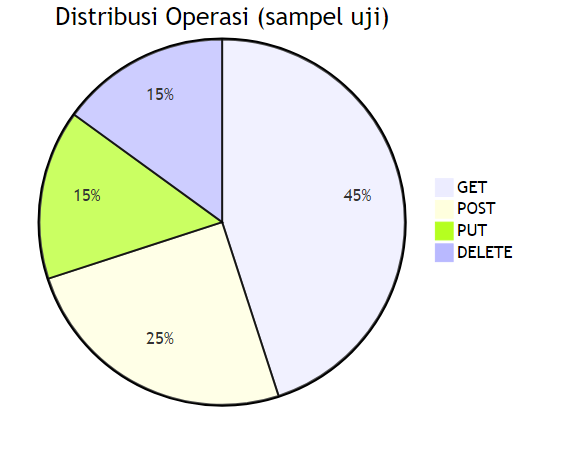 Distribusi Operasi (sampel uji)
15%
45%
15%
25%
GET
POST
PUT
DELETE